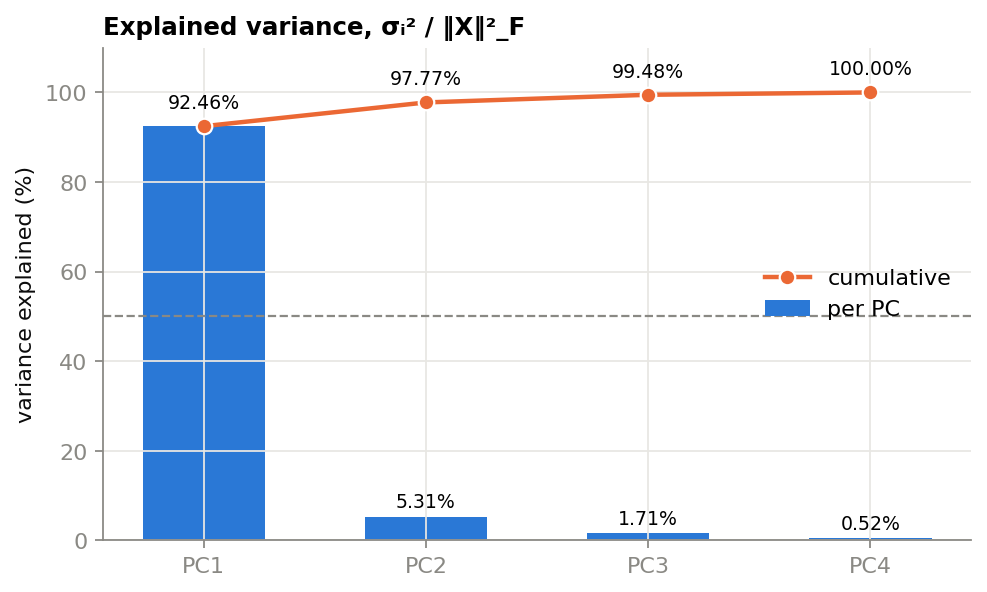 Explained variance, σᵢ² / ‖X‖²_F
variance explained (%)
100
80
60
40
20
0
92.46%
97.77%
99.48%
100.00%
5.31%
1.71%
0.52%
cumulative
per PC
PC1
PC2
PC3
PC4